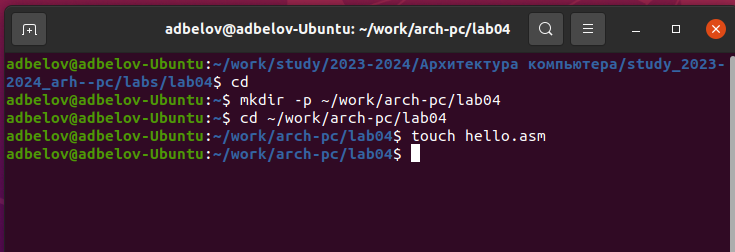 adbelov@adbelov-Ubuntu: ~/work/arch-pc/lab04
adbelov@adbelov-Ubuntu:~/work/study/2023-2024/Архитектура компьютера/study_2023-
2024_arh--pc/labs/lab04$ cd
adbelov@adbelov-Ubuntu:~$ mkdir -p ~/work/arch-pc/lab04
adbelov@adbelov-Ubuntu:~$ cd ~/work/arch-pc/lab04
adbelov@adbelov-Ubuntu:~/work/arch-pc/lab04$ touch hello.asm
adbelov@adbelov-Ubuntu:~/work/arch-pc/lab04$